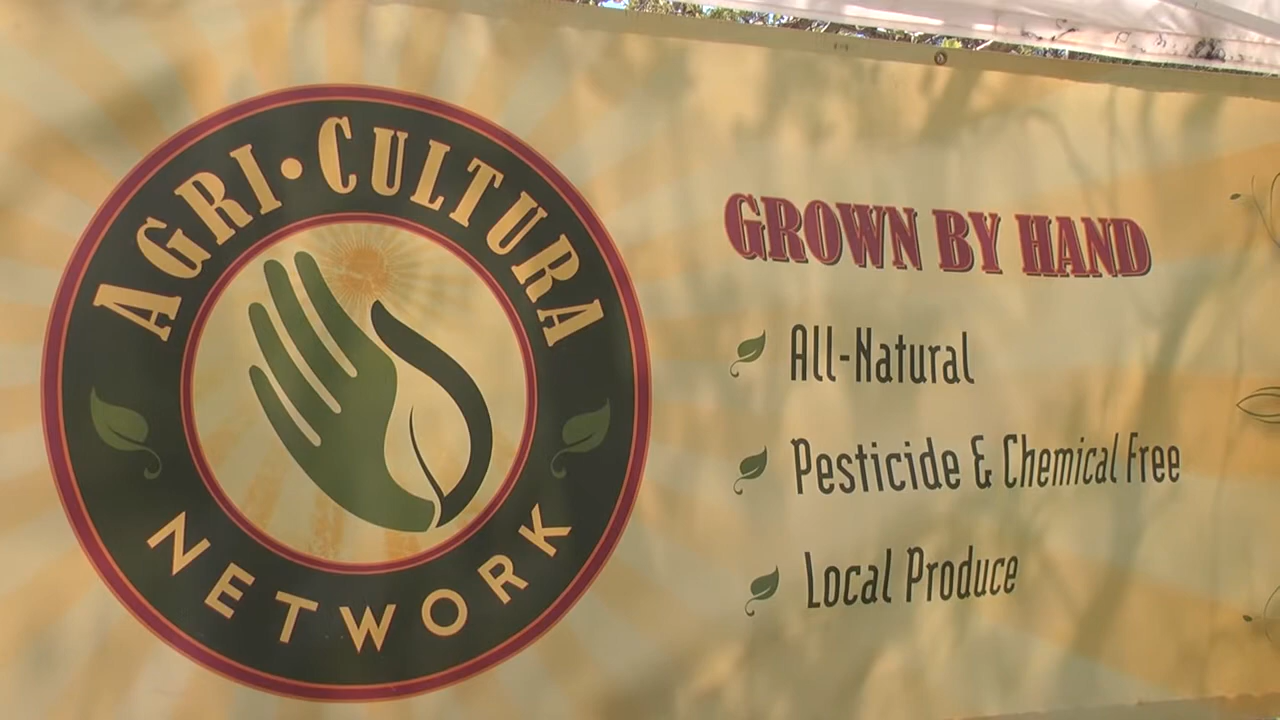 AGRI•CULTURA
NETWORK
GROWN BY HAND
All-Natural
Pesticide & Chemical Free
Local Produce